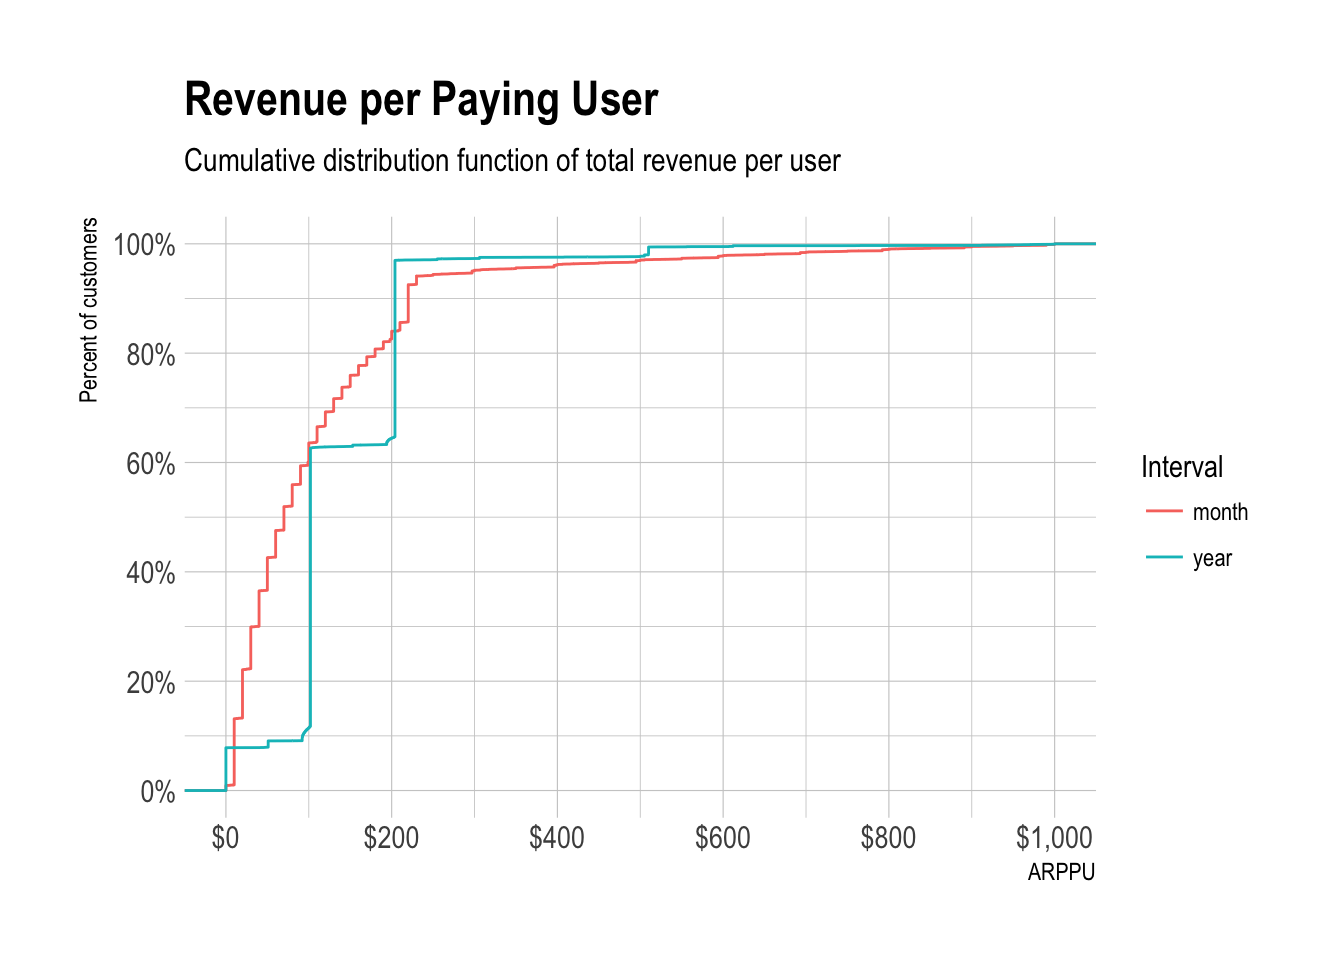 Revenue per Paying User
Cumulative distribution function of total revenue per user
Percent of customers
100%
80%
60%
40%
20%
0%
$0 $200 $400 $600 $800 $1,000
ARPPU
Interval
month
year